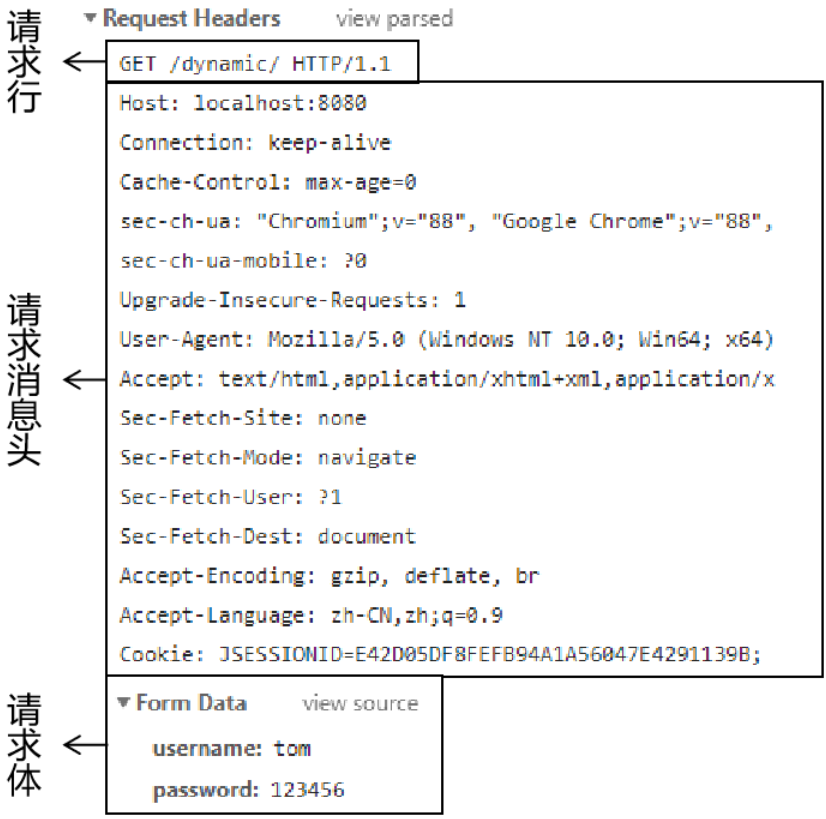 Request Headers view parsed
请求行
GET /dynamic/ HTTP/1.1
Host: localhost:8080
Connection: keep-alive
Cache-Control: max-age=0
sec-ch-ua: "Chromium";v="88", "Google Chrome";v="88",
sec-ch-ua-mobile: ?0
Upgrade-Insecure-Requests: 1
User-Agent: Mozilla/5.0 (Windows NT 10.0; Win64; x64)
请求消息头
Accept: text/html,application/xhtml+xml,application/x
Sec-Fetch-Site: none
Sec-Fetch-Mode: navigate
Sec-Fetch-User: ?1
Sec-Fetch-Dest: document
Accept-Encoding: gzip, deflate, br
Accept-Language: zh-CN,zh;q=0.9
Cookie: JSESSIONID=E42D05DF8FEFB94A1A56047E4291139B;
请求体
Form Data view source
username: tom
password: 123456